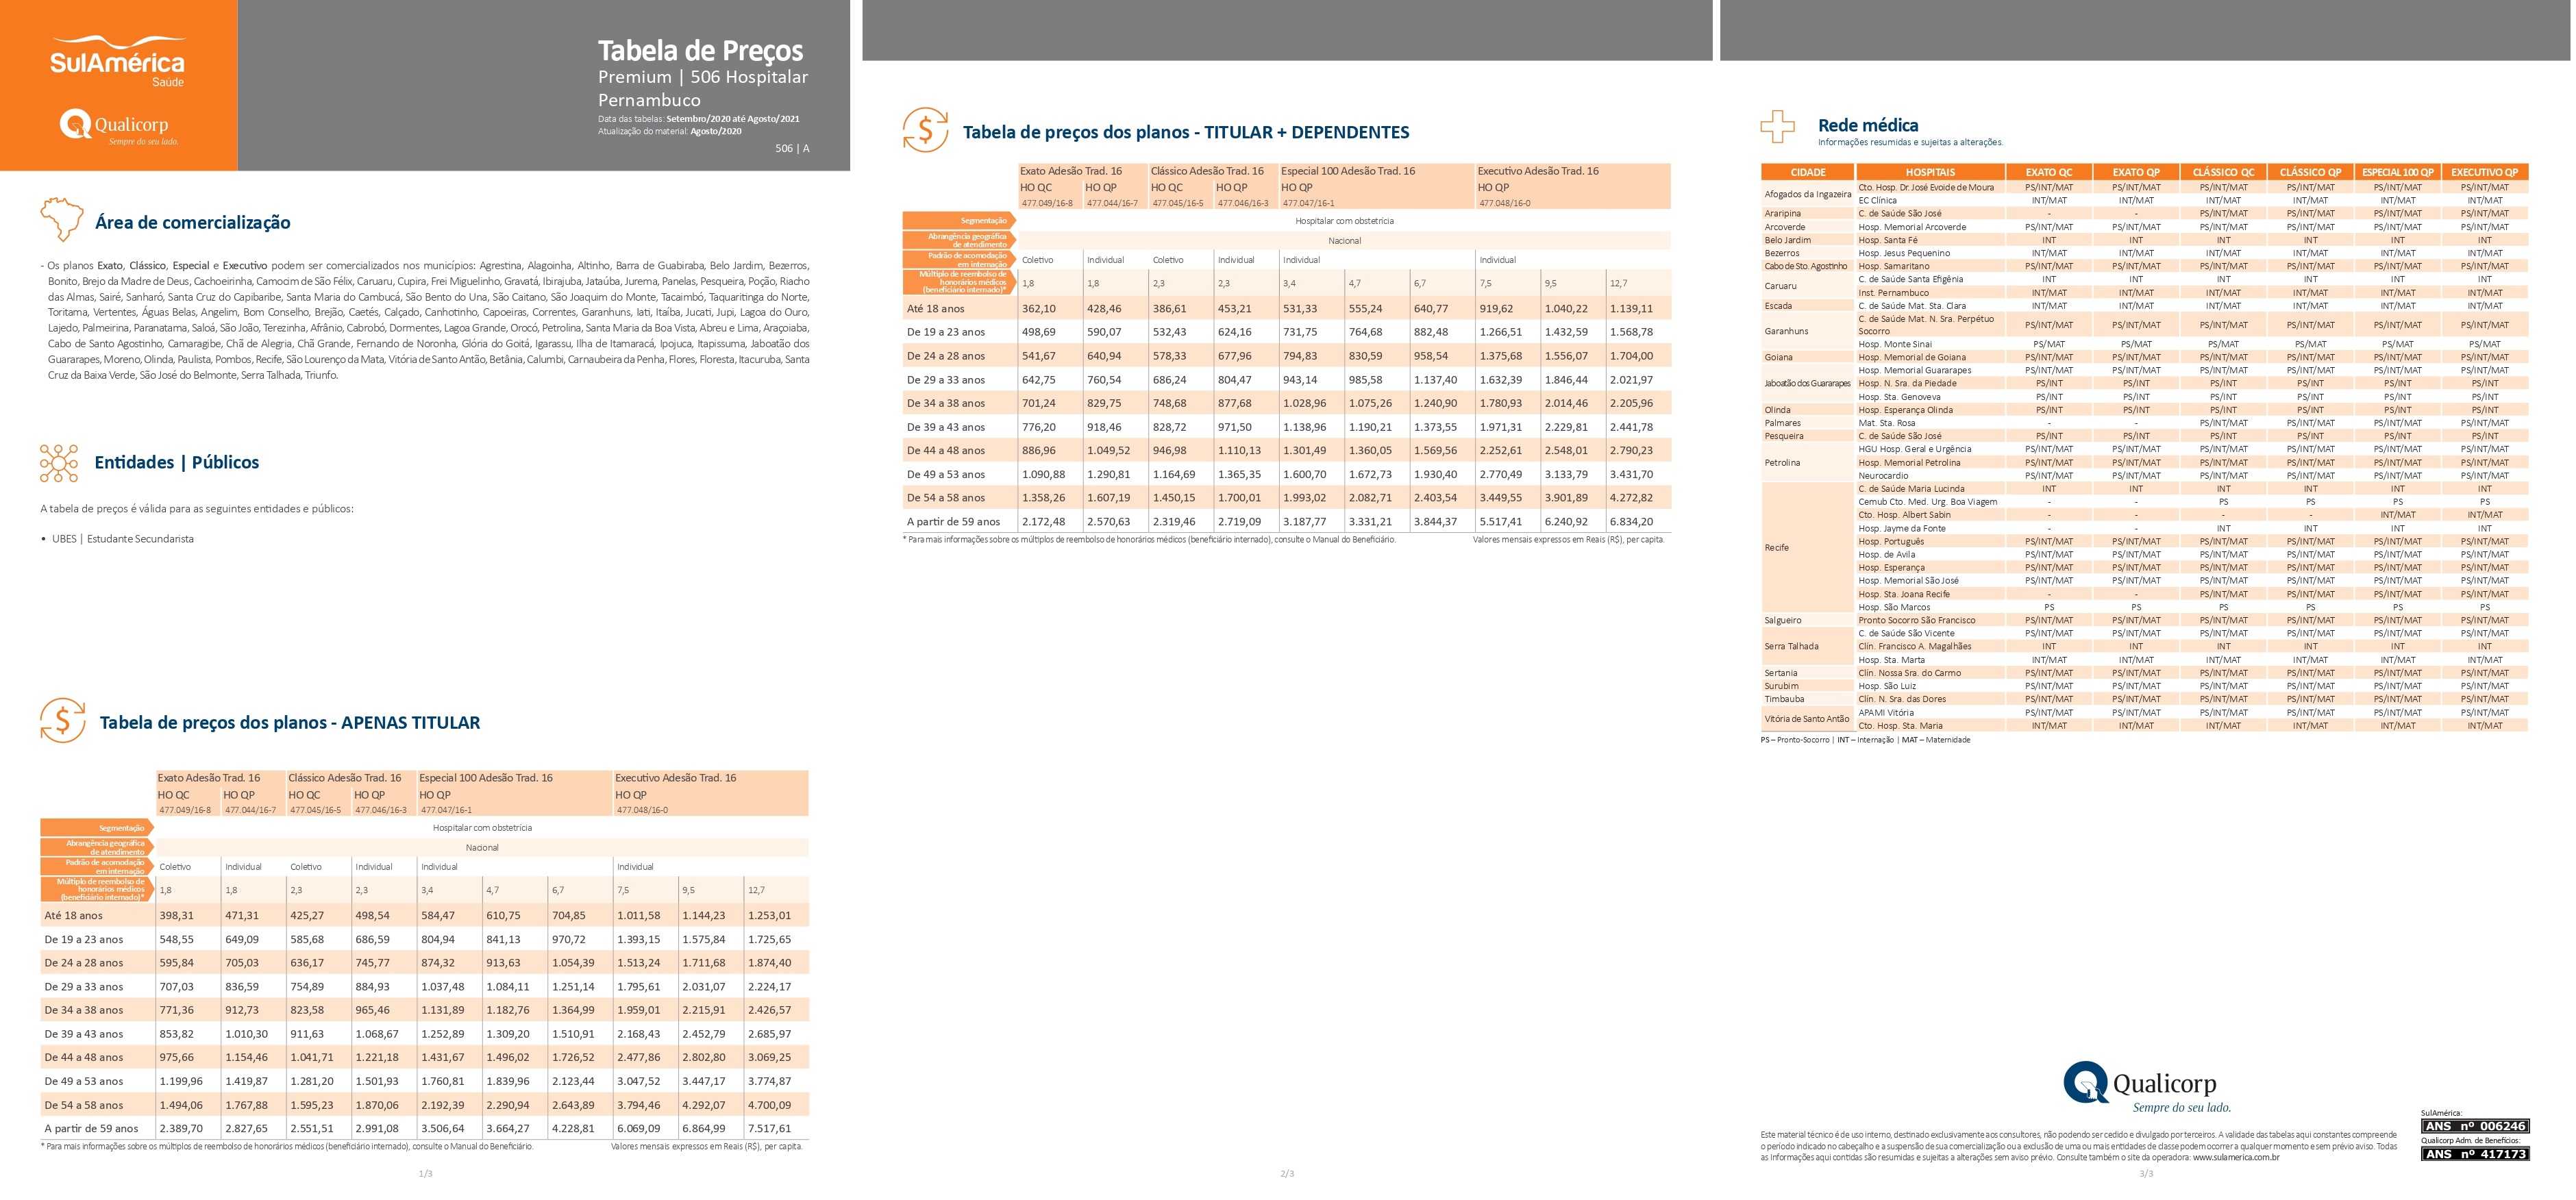 SulAmérica
Saúde
Qualicorp
Sempre do seu lado.
Tabela de Preços
Premium | 506 Hospitalar
Pernambuco
Data das tabelas: Setembro/2020 até Agosto/2021
Atualização do material: Agosto/2020
506 | A
Área de comercialização
- Os planos Exato, Clássico, Especial e Executivo podem ser comercializados nos municípios: Agrestina, Alagoinha, Altinho, Barra de Guabiraba, Belo Jardim, Bezerros,
Bonito, Brejo da Madre de Deus, Cachoeirinha, Camocim de São Félix, Caruaru, Cupira, Frei Miguelinho, Gravatá, Ibirajuba, Jataúba, Jurema, Panelas, Pesqueira, Poção, Riacho
das Almas, Sairé, Sanharó, Santa Cruz do Capibaribe, Santa Maria do Cambucá, São Bento do Una, São Caitano, São Joaquim do Monte, Tacaimbó, Taquaritinga do Norte,
Toritama, Vertentes, Águas Belas, Angelim, Bom Conselho, Brejão, Caetés, Calçado, Canhotinho, Capoeiras, Correntes, Garanhuns, Iati, Itaíba, Jucati, Jupi, Lagoa do Ouro,
Lajedo, Palmeirina, Paranatama, Saloá, São João, Terezinha, Afrânio, Cabrobó, Dormentes, Lagoa Grande, Orocó, Petrolina, Santa Maria da Boa Vista, Abreu e Lima, Araçoiaba,
Cabo de Santo Agostinho, Camaragibe, Chã de Alegria, Chã Grande, Fernando de Noronha, Glória do Goitá, Igarassu, Ilha de Itamaracá, Ipojuca, Itapissuma, Jaboatão dos
Guararapes, Moreno, Olinda, Paulista, Pombos, Recife, São Lourenço da Mata, Vitória de Santo Antão, Betânia, Calumbi, Carnaubeira da Penha, Flores, Floresta, Itacuruba, Santa
Cruz da Baixa Verde, São José do Belmonte, Serra Talhada, Triunfo.
Entidades | Públicos
A tabela de preços é válida para as seguintes entidades e públicos:
• UBES | Estudante Secundarista
Tabela de preços dos planos - APENAS TITULAR
Exato Adesão Trad. 16 Clássico Adesão Trad. 16 Especial 100 Adesão Trad. 16 Executivo Adesão Trad. 16
HO QC HO QP HO QC HO QP HO QP HO QP
477.049/16-8 477.044/16-7 477.045/16-5 477.046/16-3 477.047/16-1 477.048/16-0
Segmentação Hospitalar com obstetrícia
Abrangência geográfica
de atendimento Nacional
Padrão de acomodação
em internação Coletivo Individual Coletivo Individual Individual Individual
Múltiplo de reembolso de
honorários médicos
(beneficiário internado)* 1,8 1,8 2,3 2,3 3,4 4,7 6,7 7,5 9,5 12,7
Até 18 anos 398,31 471,31 425,27 498,54 584,47 610,75 704,85 1.011,58 1.144,23 1.253,01
De 19 a 23 anos 548,55 649,09 585,68 686,59 804,94 841,13 970,72 1.393,15 1.575,84 1.725,65
De 24 a 28 anos 595,84 705,03 636,17 745,77 874,32 913,63 1.054,39 1.513,24 1.711,68 1.874,40
De 29 a 33 anos 707,03 836,59 754,89 884,93 1.037,48 1.084,11 1.251,14 1.795,61 2.031,07 2.224,17
De 34 a 38 anos 771,36 912,73 823,58 965,46 1.131,89 1.182,76 1.364,99 1.959,01 2.215,91 2.426,57
De 39 a 43 anos 853,82 1.010,30 911,63 1.068,67 1.252,89 1.309,20 1.510,91 2.168,43 2.452,79 2.685,97
De 44 a 48 anos 975,66 1.154,46 1.041,71 1.221,18 1.431,67 1.496,02 1.726,52 2.477,86 2.802,80 3.069,25
De 49 a 53 anos 1.199,96 1.419,87 1.281,20 1.501,93 1.760,81 1.839,96 2.123,44 3.047,52 3.447,17 3.774,87
De 54 a 58 anos 1.494,06 1.767,88 1.595,23 1.870,06 2.192,39 2.290,94 2.643,89 3.794,46 4.292,07 4.700,09
A partir de 59 anos 2.389,70 2.827,65 2.551,51 2.991,08 3.506,64 3.664,27 4.228,81 6.069,09 6.864,99 7.517,61
* Para mais informações sobre os múltiplos de reembolso de honorários médicos (beneficiário internado), consulte o Manual do Beneficiário. Valores mensais expressos em Reais (R$), per capita.
1/3
Tabela de preços dos planos - TITULAR + DEPENDENTES
Exato Adesão Trad. 16 Clássico Adesão Trad. 16 Especial 100 Adesão Trad. 16 Executivo Adesão Trad. 16
HO QC HO QP HO QC HO QP HO QP HO QP
477.049/16-8 477.044/16-7 477.045/16-5 477.046/16-3 477.047/16-1 477.048/16-0
Segmentação Hospitalar com obstetrícia
Abrangência geográfica
de atendimento Nacional
Padrão de acomodação
em internação Coletivo Individual Coletivo Individual Individual Individual
Múltiplo de reembolso de
honorários médicos
(beneficiário internado)* 1,8 1,8 2,3 2,3 3,4 4,7 6,7 7,5 9,5 12,7
Até 18 anos 362,10 428,46 386,61 453,21 531,33 555,24 640,77 919,62 1.040,22 1.139,11
De 19 a 23 anos 498,69 590,07 532,43 624,16 731,75 764,68 882,48 1.266,51 1.432,59 1.568,78
De 24 a 28 anos 541,67 640,94 578,33 677,96 794,83 830,59 958,54 1.375,68 1.556,07 1.704,00
De 29 a 33 anos 642,75 760,54 686,24 804,47 943,14 985,58 1.137,40 1.632,39 1.846,44 2.021,97
De 34 a 38 anos 701,24 829,75 748,68 877,68 1.028,96 1.075,26 1.240,90 1.780,93 2.014,46 2.205,96
De 39 a 43 anos 776,20 918,46 828,72 971,50 1.138,96 1.190,21 1.373,55 1.971,31 2.229,81 2.441,78
De 44 a 48 anos 886,96 1.049,52 946,98 1.110,13 1.301,49 1.360,05 1.569,56 2.252,61 2.548,01 2.790,23
De 49 a 53 anos 1.090,88 1.290,81 1.164,69 1.365,35 1.600,70 1.672,73 1.930,40 2.770,49 3.133,79 3.431,70
De 54 a 58 anos 1.358,26 1.607,19 1.450,15 1.700,01 1.993,02 2.082,71 2.403,54 3.449,55 3.901,89 4.272,82
A partir de 59 anos 2.172,48 2.570,63 2.319,46 2.719,09 3.187,77 3.331,21 3.844,37 5.517,41 6.240,92 6.834,20
* Para mais informações sobre os múltiplos de reembolso de honorários médicos (beneficiário internado), consulte o Manual do Beneficiário. Valores mensais expressos em Reais (R$), per capita.
2/3
Rede médica
Informações resumidas e sujeitas a alterações.
CIDADE HOSPITAIS EXATO QC EXATO QP CLÁSSICO QC CLÁSSICO QP ESPECIAL 100 QP EXECUTIVO QP
Afogados da Ingazeira Cto. Hosp. Dr. José Evoide de Moura PS/INT/MAT PS/INT/MAT PS/INT/MAT PS/INT/MAT PS/INT/MAT PS/INT/MAT
EC Clínica INT/MAT INT/MAT INT/MAT INT/MAT INT/MAT INT/MAT
Araripina C. de Saúde São José - - PS/INT/MAT PS/INT/MAT PS/INT/MAT PS/INT/MAT
Arcoverde Hosp. Memorial Arcoverde PS/INT/MAT PS/INT/MAT PS/INT/MAT PS/INT/MAT PS/INT/MAT PS/INT/MAT
Belo Jardim Hosp. Santa Fé INT INT INT INT INT INT
Bezerros Hosp. Jesus Pequenino INT/MAT INT/MAT INT/MAT INT/MAT INT/MAT INT/MAT
Cabo de Sto. Agostinho Hosp. Samaritano PS/INT/MAT PS/INT/MAT PS/INT/MAT PS/INT/MAT PS/INT/MAT PS/INT/MAT
Caruaru C. de Saúde Santa Efigênia INT INT INT INT INT INT
Inst. Pernambuco INT/MAT INT/MAT INT/MAT INT/MAT INT/MAT INT/MAT
Escada C. de Mat. Sta. Clara INT/MAT INT/MAT INT/MAT INT/MAT INT/MAT INT/MAT
Garanhuns C. de Saúde Mat. N. Sra. Perpétuo
Socorro PS/INT/MAT PS/INT/MAT PS/INT/MAT PS/INT/MAT PS/INT/MAT PS/INT/MAT
Hosp. Monte Sinai PS/MAT PS/MAT PS/MAT PS/MAT PS/MAT PS/MAT
Goiana Hosp. Memorial de Goiana PS/INT/MAT PS/INT/MAT PS/INT/MAT PS/INT/MAT PS/INT/MAT PS/INT/MAT
Jaboatão dos Guararapes Hosp. Memorial Guararapes PS/INT/MAT PS/INT/MAT PS/INT/MAT PS/INT/MAT PS/INT/MAT PS/INT/MAT
Hosp. N. Sra. da Piedade PS/INT PS/INT PS/INT PS/INT PS/INT PS/INT
Hosp. Sta. Genoveva PS/INT PS/INT PS/INT PS/INT PS/INT PS/INT
Olinda Hosp. Esperança Olinda PS/INT PS/INT PS/INT PS/INT PS/INT PS/INT
Palmares Mat. Sta. Rosa - - PS/INT/MAT PS/INT/MAT PS/INT/MAT PS/INT/MAT
Pesqueira C. de Saúde São José PS/INT PS/INT PS/INT PS/INT PS/INT PS/INT
Petrolina HGU Hosp. Geral e Urgência PS/INT/MAT PS/INT/MAT PS/INT/MAT PS/INT/MAT PS/INT/MAT PS/INT/MAT
Hosp. Memorial Petrolina PS/INT/MAT PS/INT/MAT PS/INT/MAT PS/INT/MAT PS/INT/MAT PS/INT/MAT
Neurocardio PS/INT/MAT PS/INT/MAT PS/INT/MAT PS/INT/MAT PS/INT/MAT PS/INT/MAT
Recife C. de Saúde Maria Lucinda INT INT INT INT INT INT
Cemub Cto. Med. Urg. Boa Viagem - - PS PS PS PS
Cto. Hosp. Albert Sabin - - - - INT/MAT INT/MAT
Hosp. Jayme da Fonte - - INT INT INT INT
Hosp. Português PS/INT/MAT PS/INT/MAT PS/INT/MAT PS/INT/MAT PS/INT/MAT PS/INT/MAT
Hosp. de Avila PS/INT/MAT PS/INT/MAT PS/INT/MAT PS/INT/MAT PS/INT/MAT PS/INT/MAT
Hosp. Esperança PS/INT/MAT PS/INT/MAT PS/INT/MAT PS/INT/MAT PS/INT/MAT PS/INT/MAT
Hosp. Memorial São José PS/INT/MAT PS/INT/MAT PS/INT/MAT PS/INT/MAT PS/INT/MAT PS/INT/MAT
Hosp. Sta. Joana Recife - - PS/INT/MAT PS/INT/MAT PS/INT/MAT PS/INT/MAT
Hosp. São Marcos PS PS PS PS PS PS
Salgueiro Pronto Socorro São Francisco PS/INT/MAT PS/INT/MAT PS/INT/MAT PS/INT/MAT PS/INT/MAT PS/INT/MAT
Serra Talhada C. de Saúde São Vicente PS/INT/MAT PS/INT/MAT PS/INT/MAT PS/INT/MAT PS/INT/MAT PS/INT/MAT
Clín. Francisco A. Magalhães INT INT INT INT INT INT
Hosp. Sta. Marta INT/MAT INT/MAT INT/MAT INT/MAT INT/MAT INT/MAT
Sertania Clín. Nossa Sra. do Carmo PS/INT/MAT PS/INT/MAT PS/INT/MAT PS/INT/MAT PS/INT/MAT PS/INT/MAT
Surubim Hosp. São Luiz PS/INT/MAT PS/INT/MAT PS/INT/MAT PS/INT/MAT PS/INT/MAT PS/INT/MAT
Timbauba Clín. N. Sra. das Dores PS/INT/MAT PS/INT/MAT PS/INT/MAT PS/INT/MAT PS/INT/MAT PS/INT/MAT
Vitória de Santo Antão APAMI Vitória PS/INT/MAT PS/INT/MAT PS/INT/MAT PS/INT/MAT PS/INT/MAT PS/INT/MAT
Cto. Hosp. Sta. Maria INT/MAT INT/MAT INT/MAT INT/MAT INT/MAT INT/MAT
PS – Pronto-Socorro | INT – Internação | MAT – Maternidade
Qualicorp
Sempre do seu lado.
SulAmérica:
ANS nº 006246
Qualicorp Adm. de Benefícios:
ANS nº 417173
Este material técnico é de uso interno, destinado exclusivamente aos consultores, não podendo ser cedido e divulgado por terceiros. A validade das tabelas aqui constantes compreende
o período indicado no cabeçalho e a suspensão de sua comercialização ou a exclusão de uma ou mais entidades de classe podem ocorrer a qualquer momento e sem prévio aviso. Todas
as informações aqui contidas são resumidas e sujeitas a alterações sem aviso prévio. Consulte também o site da operadora: www.sulamerica.com.br
3/3